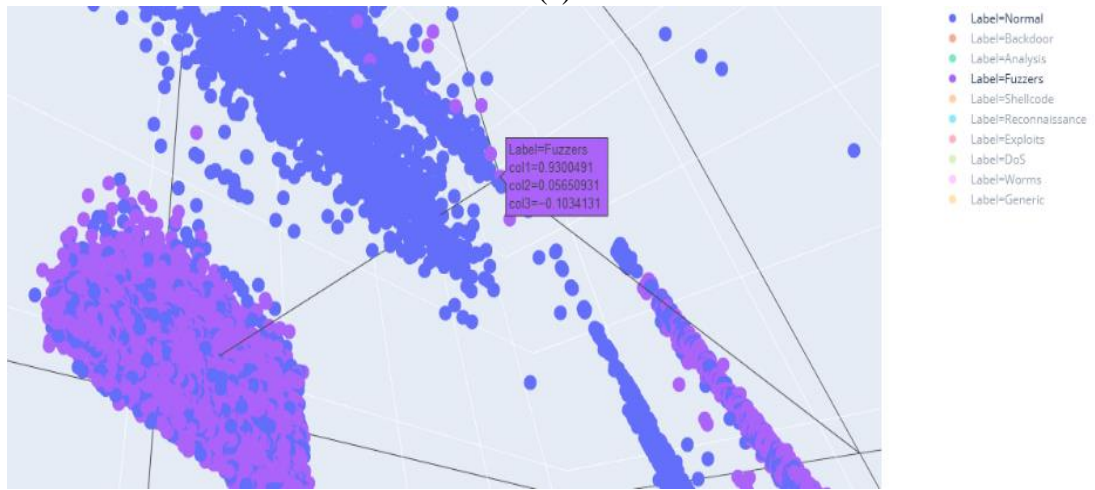 Label=Normal
Label=Backdoor
Label=Analysis
Label=Fuzzers
Label=Shellcode
Label=Reconnaissance
Label=Exploits
Label=DoS
Label=Worms
Label=Generic
Label=Fuzzers
col1=0.9300491
col2=0.05650931
col3=−0.1034131